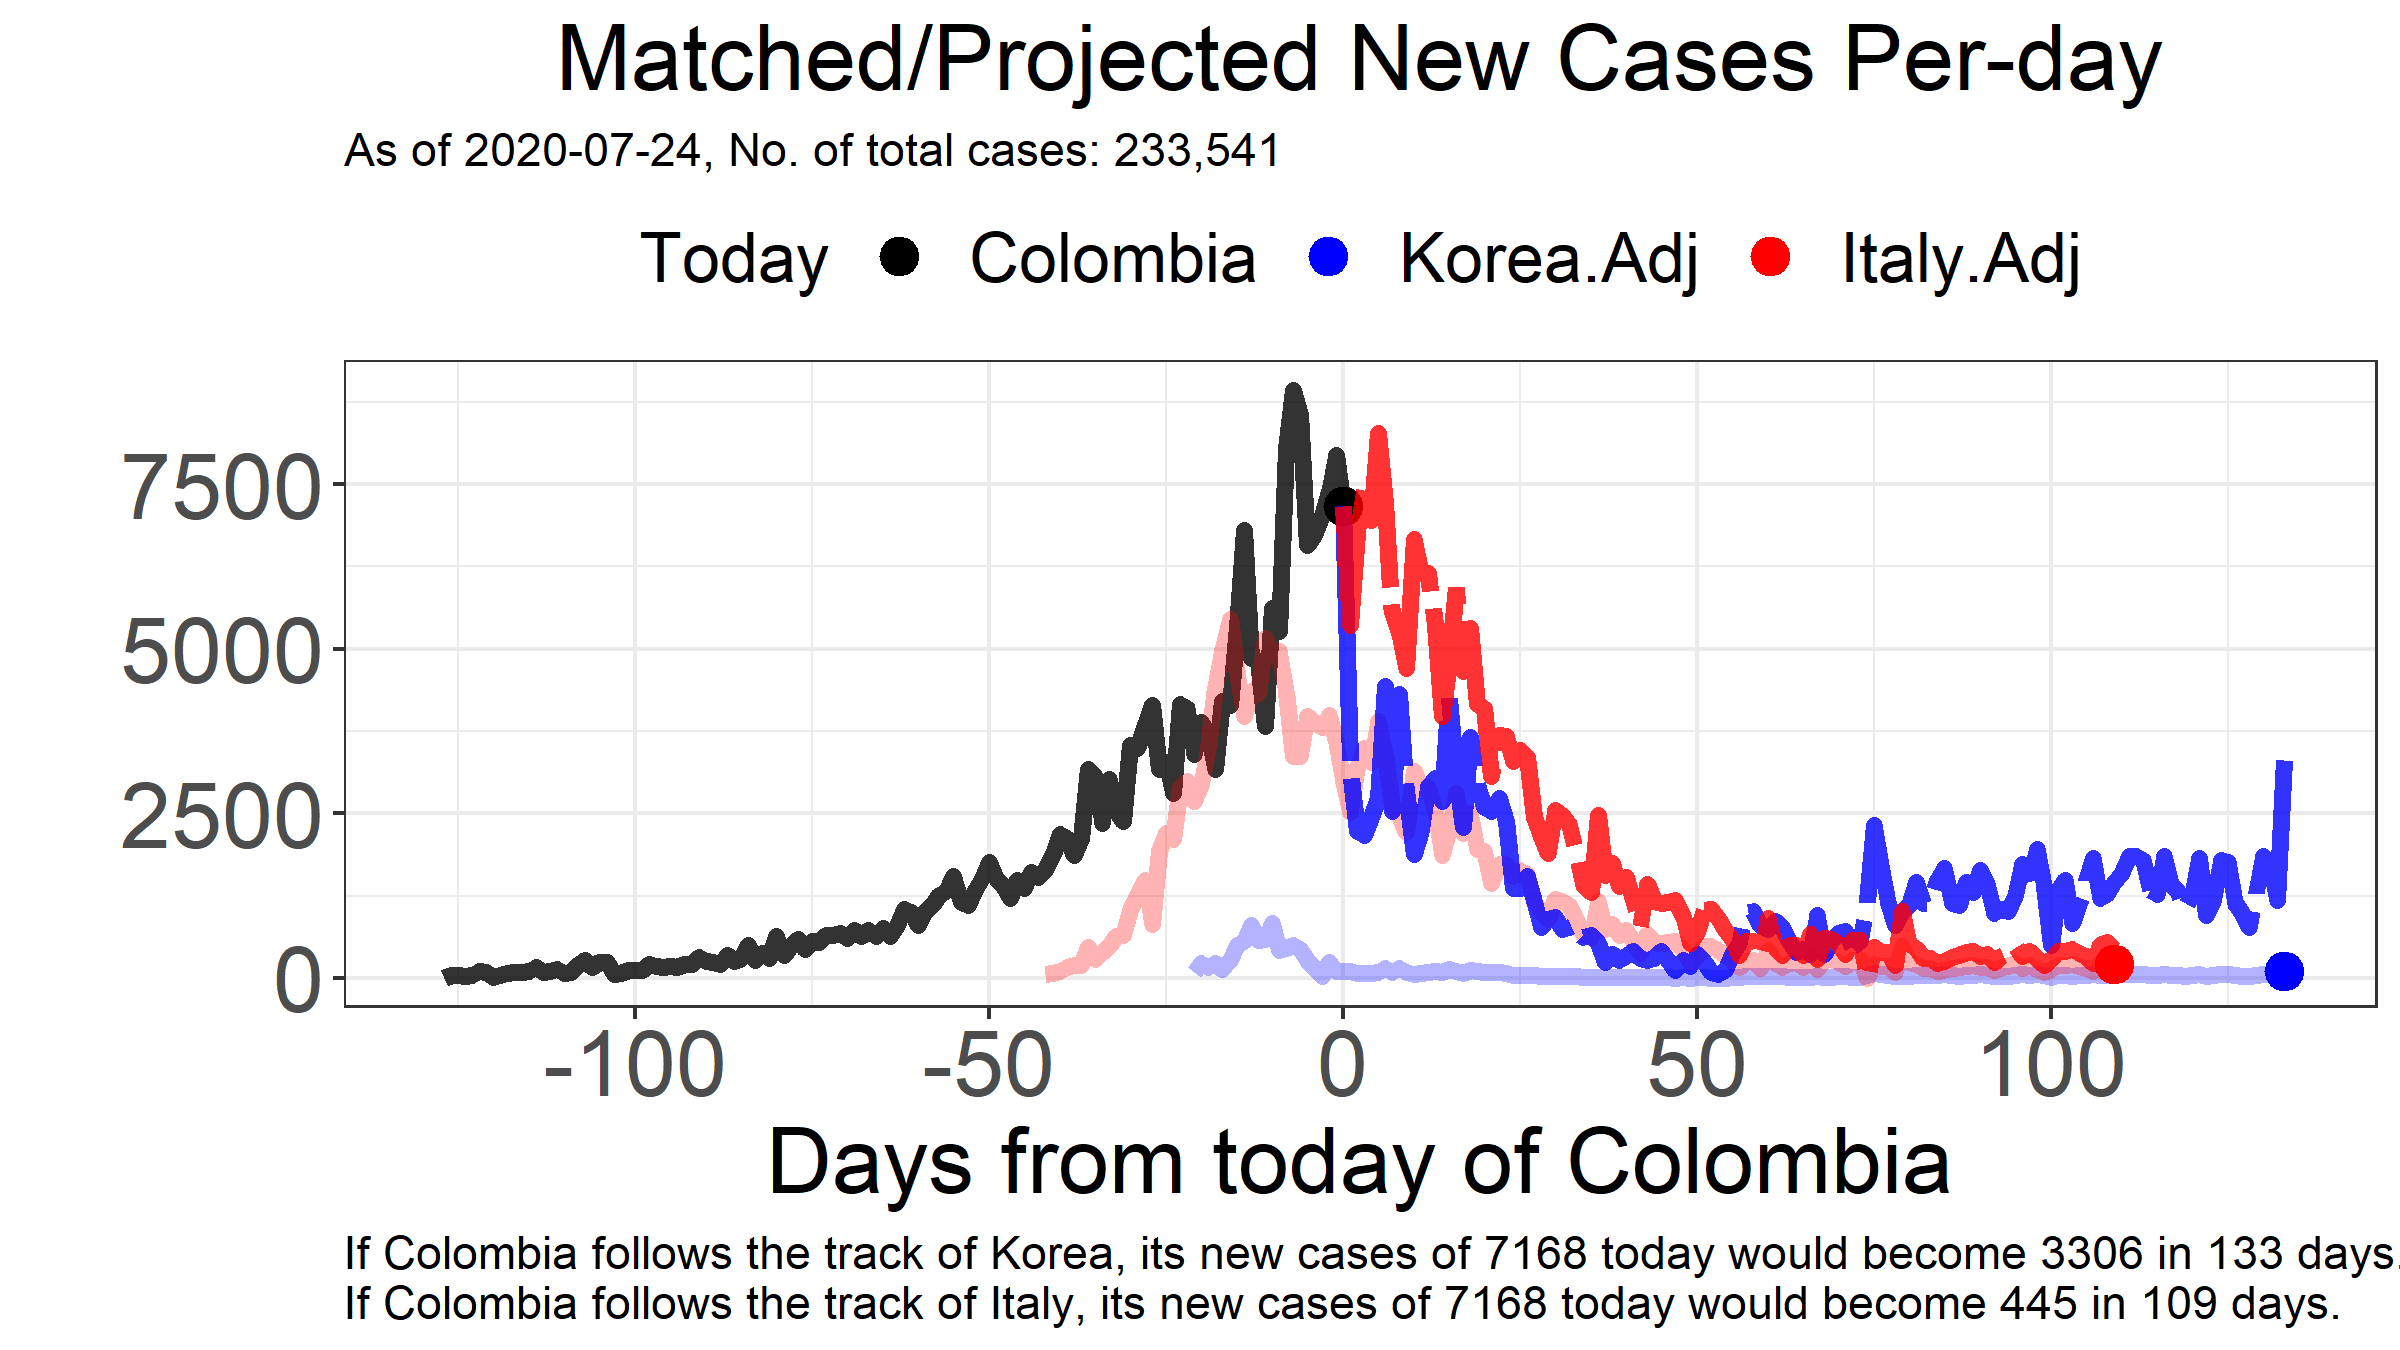 Matched/Projected New Cases Per-day
As of 2020-07-24, No. of total cases: 233,541
Today Colombia Korea.Adj Italy.Adj
7500
5000
2500
0
-100 -50 0 50 100
Days from today of Colombia
If Colombia follows the track of Korea, its new cases of 7168 today would become 3306 in 133 days.
If Colombia follows the track of Italy, its new cases of 7168 today would become 445 in 109 days.